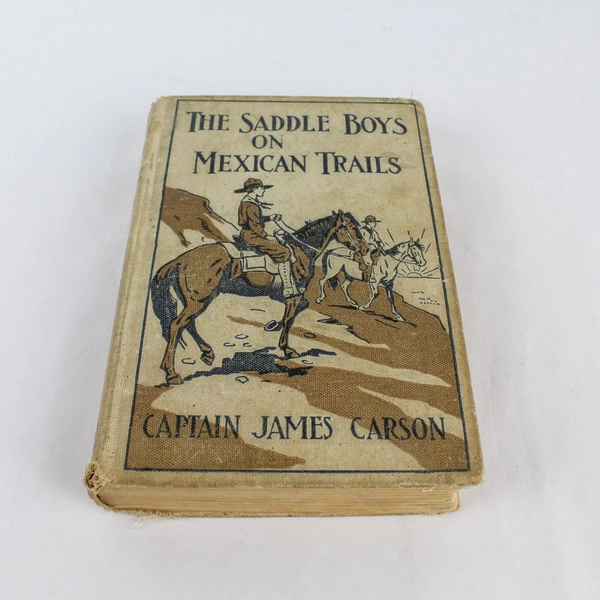 The Saddle Boys
on
Mexican Trails
Captain James Carson